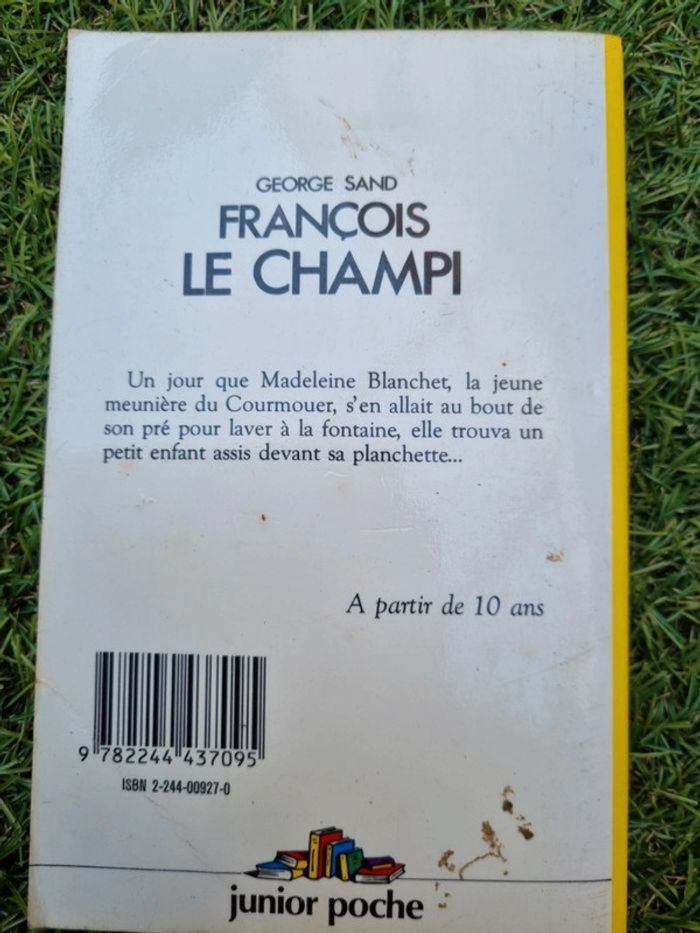 GEORGE SAND
FRANÇOIS
LE CHAMPI
Un jour que Madeleine Blanchet, la jeune
meunière du Courmouer, s'en allait au bout de
son pré pour laver à la fontaine, elle trouva un
petit enfant assis devant sa planchette...
A partir de 10 ans
9 782244 437095
ISBN 2-244-00927-0
junior poche